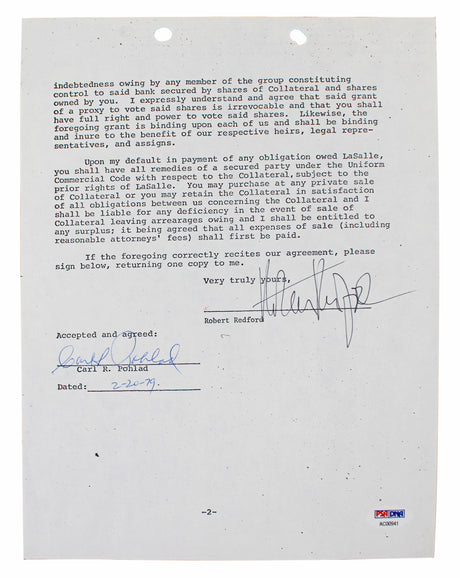 indebtedness owing by any member of the group constituting
control to said bank secured by shares of Collateral and shares
owned by you.  I expressly understand and agree that said grant
of a proxy to vote said shares is irrevocable and that you shall
have full right and power to vote said shares.  Likewise, the
foregoing grant is binding upon each of us and shall be binding
and inure to the benefit of our respective heirs, legal repre-
sentatives, and assigns.
Upon my default in payment of any obligation owed LaSalle,
you shall have all remedies of a secured party under the Uniform
Commercial Code with respect to the Collateral, subject to the
prior rights of LaSalle.  You may purchase at any private sale
of Collateral or you may retain the Collateral in satisfaction
of all obligations between us concerning the Collateral and I
shall be liable for any deficiency in the event of sale of
Collateral leaving arrearages owing and I shall be entitled to
any surplus; it being agreed that all expenses of sale (including
reasonable attorneys' fees) shall first be paid.
If the foregoing correctly recites our agreement, please
sign below, returning one copy to me.
Very truly yours,
Robert Redford
Robert Redford
Accepted and agreed:
Carl R Pohlad
Carl R. Pohlad
Dated: 2-20-79.
-2-
PSA DNA
AC00941